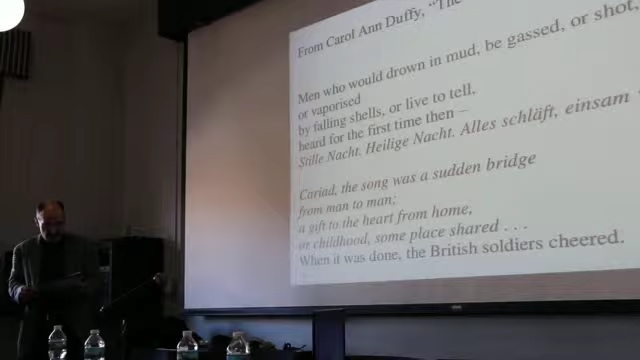 From Carol Ann Duffy, “The
Men who would drown in mud, be gassed, or shot,
or vaporised
by falling shells, or live to tell,
heard for the first time then –
Stille Nacht. Heilige Nacht. Alles schläft, einsam
Cariad, the song was a sudden bridge
from man to man;
a gift to the heart from home,
or childhood, some place shared . . .
When it was done, the British soldiers cheered.